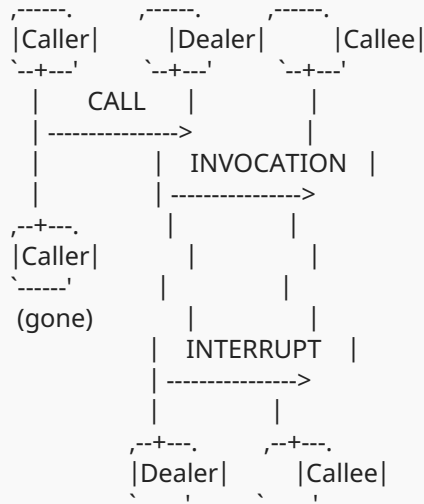 ,------.          ,------.          ,------.
|Caller|          |Dealer|          |Callee|
`--+---'          `--+---'          `--+---'
   |       CALL       |                  |
   | ---------------->                   |
   |                  |    INVOCATION    |
   |                  | ---------------->
,--+---.              |                  |
|Caller|              |                  |
`------'              |                  |
 (gone)               |                  |
                      |    INTERRUPT     |
                      | ---------------->
                      |                  |
                   ,--+---.          ,--+---.
                   |Dealer|          |Callee|